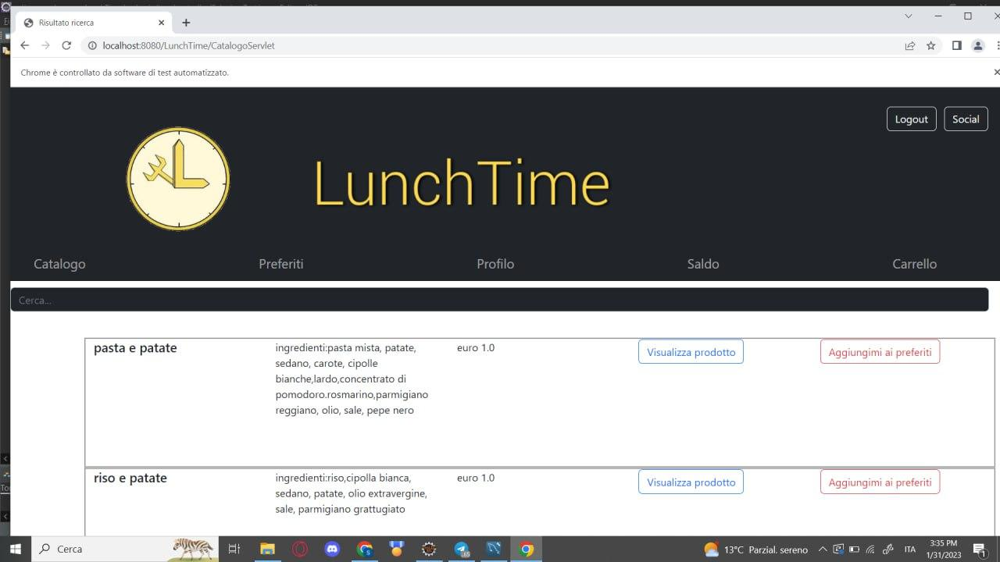 Risultato ricerca
localhost:8080/LunchTime/CatalogoServlet
Chrome è controllato da software di test automatizzato.
Logout Social
L
LunchTime
Catalogo Preferiti Profilo Saldo Carrello
Cerca...
pasta e patate
ingredienti:pasta mista, patate,
sedano, carote, cipolle
bianche,lardo,concentrato di
pomodoro.rosmarino,parmigiano
reggiano, olio, sale, pepe nero
euro 1.0
Visualizza prodotto
Aggiungimi ai preferiti
riso e patate
ingredienti:riso,cipolla bianca,
sedano, patate, olio extravergine,
sale, parmigiano grattugiato
euro 1.0
Visualizza prodotto
Aggiungimi ai preferiti
Cerca
13°C Parzial. sereno
ITA
3:35 PM
1/31/2023